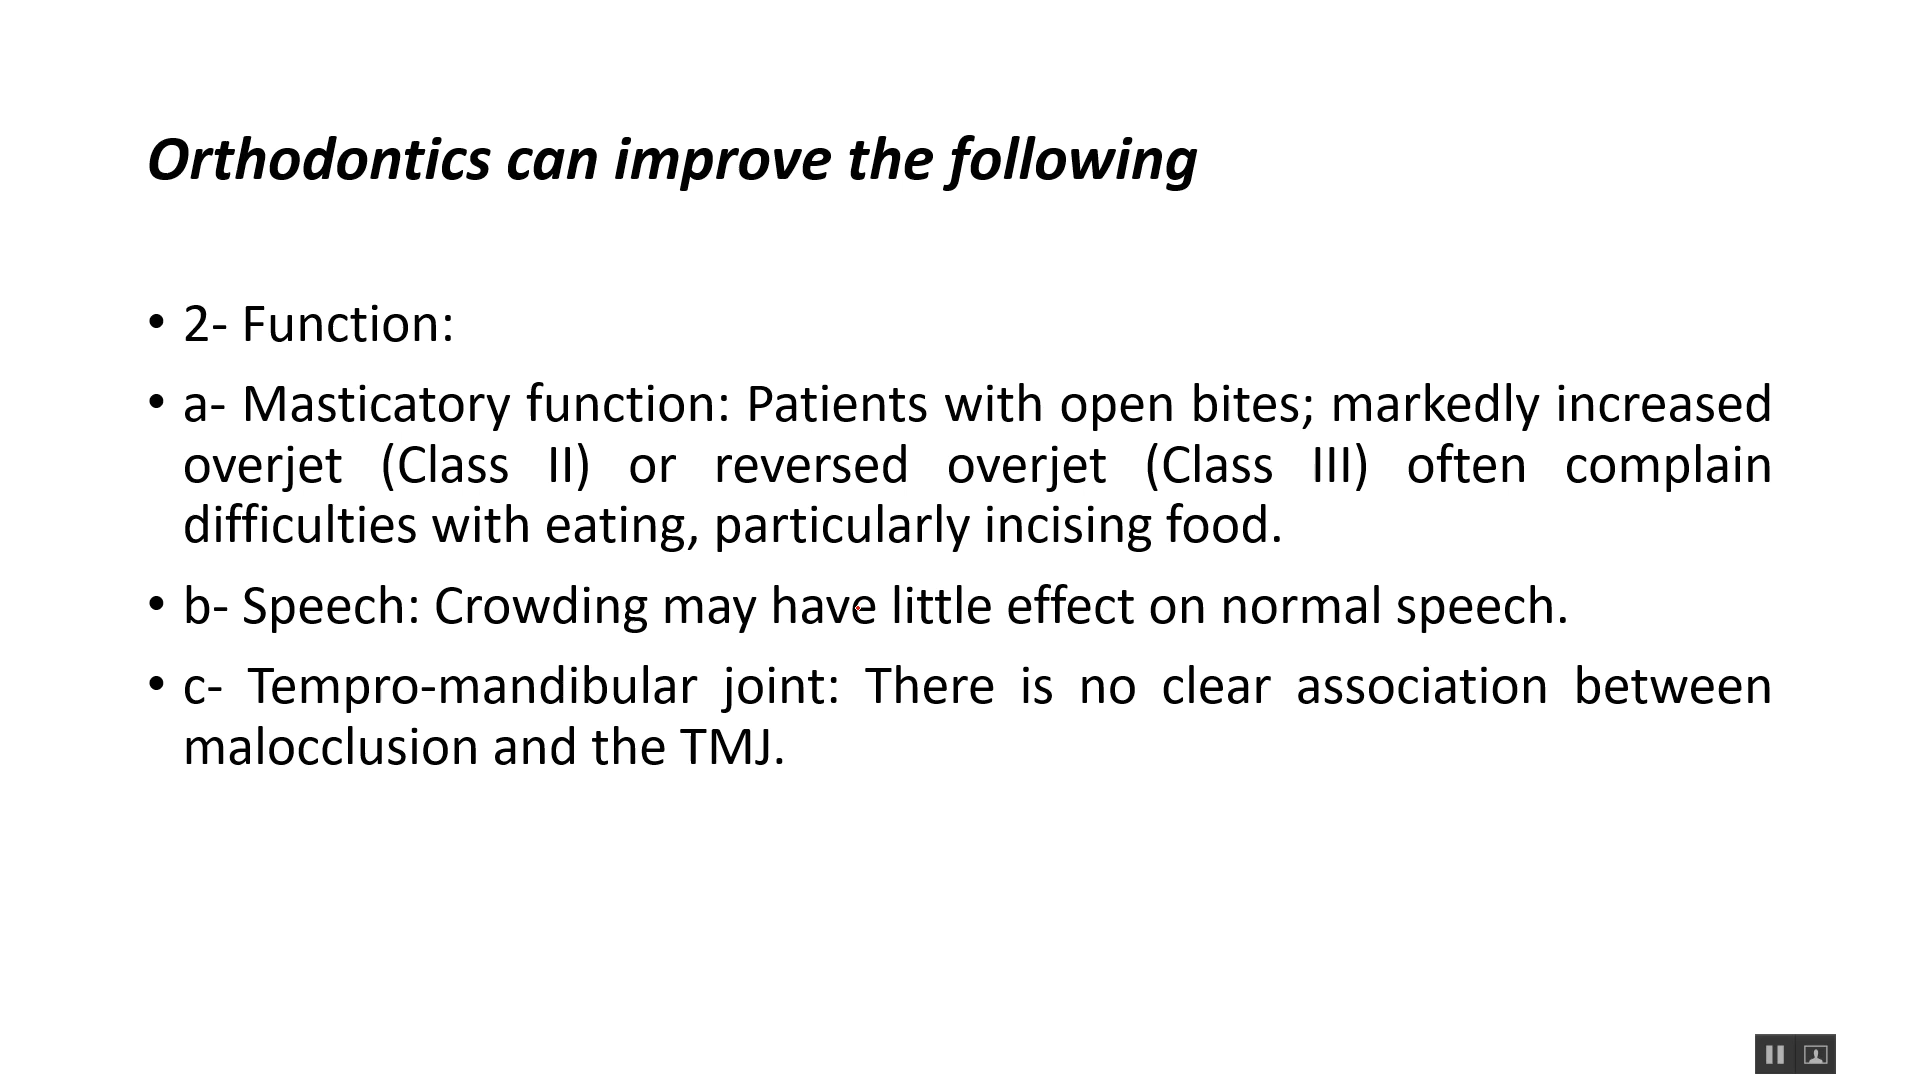 Orthodontics can improve the following
• 2- Function:
• a- Masticatory function: Patients with open bites; markedly increased
overjet (Class II) or reversed overjet (Class III) often complain
difficulties with eating, particularly incising food.
• b- Speech: Crowding may have little effect on normal speech.
• c- Tempro-mandibular joint: There is no clear association between
malocclusion and the TMJ.